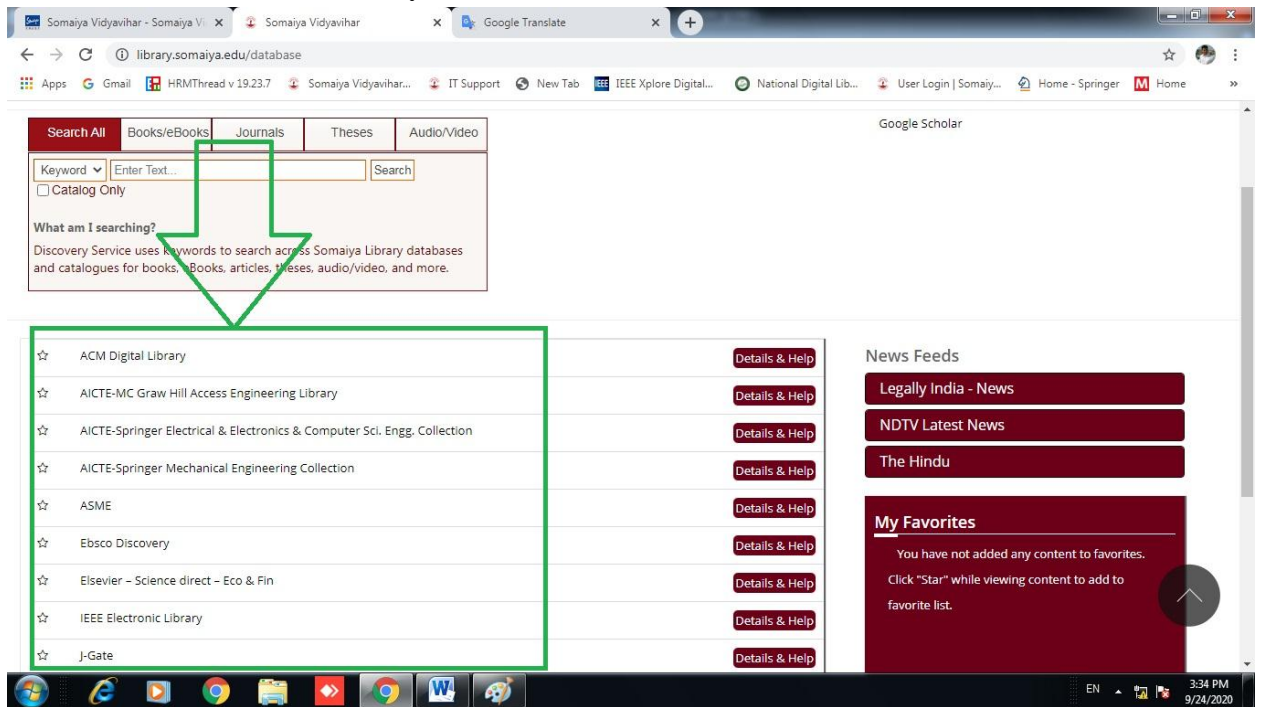 Somaiya Vidyavihar - Somaiya Vi
Somaiya Vidyavihar
Google Translate
library.somaiya.edu/database
Apps
Gmail
HRMThread v 19.23.7
Somaiya Vidyavihar...
IT Support
New Tab
IEEE
IEEE Xplore Digital...
National Digital Lib...
User Login | Somaiy...
Home - Springer
M Home
»
Search All
Books/eBooks
Journals
Theses
Audio/Video
Google Scholar
Keyword
Enter Text...
Search
Catalog Only
What am I searching?
Discovery Service uses keywords to search across Somaiya Library databases
and catalogues for books, eBooks, articles, theses, audio/video, and more.
ACM Digital Library
Details & Help
AICTE-MC Graw Hill Access Engineering Library
Details & Help
AICTE-Springer Electrical & Electronics & Computer Sci. Engg. Collection
Details & Help
AICTE-Springer Mechanical Engineering Collection
Details & Help
ASME
Details & Help
Ebsco Discovery
Details & Help
Elsevier – Science direct – Eco & Fin
Details & Help
IEEE Electronic Library
Details & Help
J-Gate
Details & Help
News Feeds
Legally India - News
NDTV Latest News
The Hindu
My Favorites
You have not added any content to favorites.
Click "Star" while viewing content to add to
favorite list.
EN
3:34 PM
9/24/2020